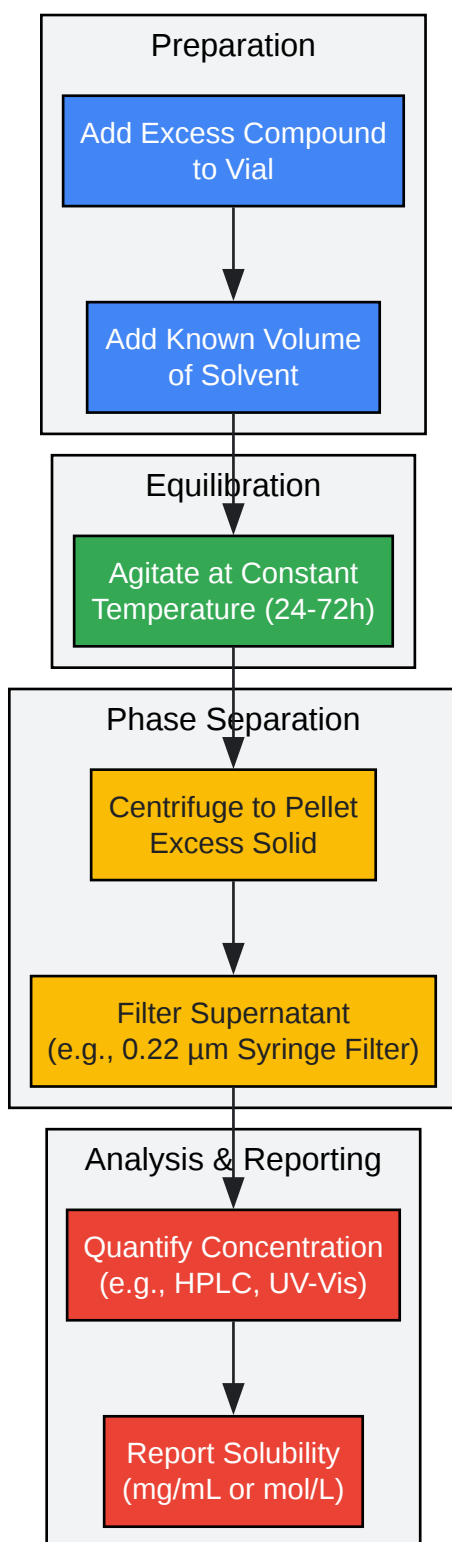 Preparation
Add Excess Compound
to Vial
Add Known Volume
of Solvent
Equilibration
Agitate at Constant
Temperature (24-72h)
Phase Separation
Centrifuge to Pellet
Excess Solid
Filter Supernatant
(e.g., 0.22 µm Syringe Filter)
Analysis & Reporting
Quantify Concentration
(e.g., HPLC, UV-Vis)
Report Solubility
(mg/mL or mol/L)